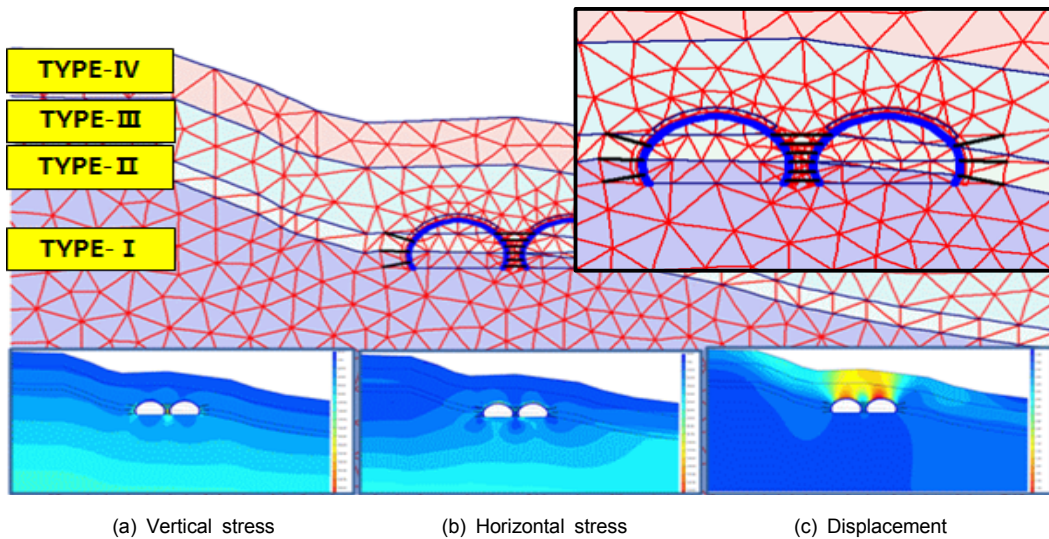 TYPE-IV
TYPE-III
TYPE-II
TYPE- I
(a) Vertical stress
(b) Horizontal stress
(c) Displacement